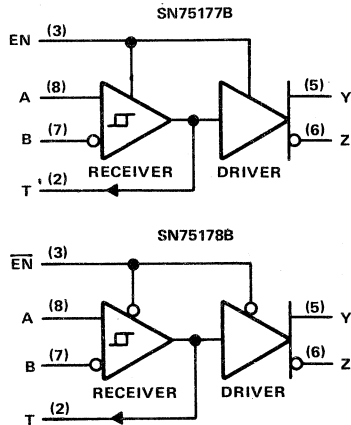 SN75177B
EN (3)
A (8)
(5) Y
B (7)
(6) Z
RECEIVER DRIVER
T (2)
SN75178B
EN (3)
A (8)
(5) Y
B (7)
(6) Z
RECEIVER DRIVER
T (2)